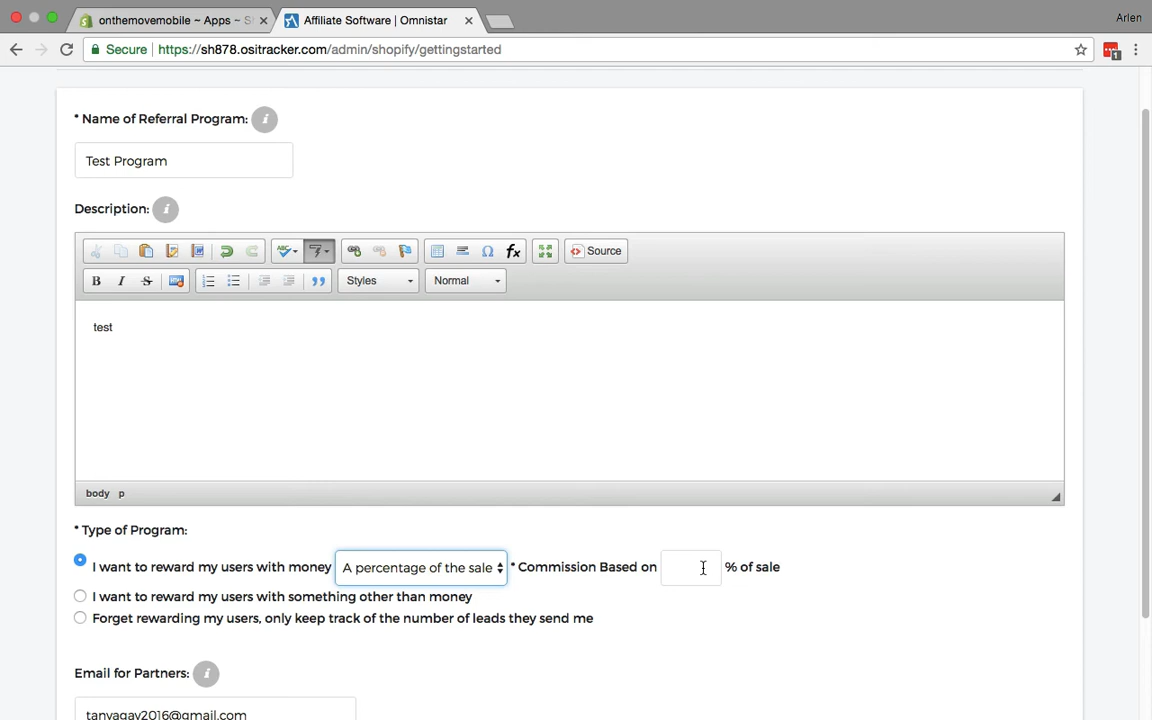 onthemovemobile ~ Apps ~ S
Affiliate Software | Omnistar
Arlen
Secure
https://sh878.ositracker.com/admin/shopify/gettingstarted
1
* Name of Referral Program: i
Test Program
Description: i
ABC
Source
B I S
Styles
Normal
test
body p
* Type of Program:
I want to reward my users with money A percentage of the sale * Commission Based on % of sale
I want to reward my users with something other than money
Forget rewarding my users, only keep track of the number of leads they send me
Email for Partners: i
tanyagay2016@gmail.com